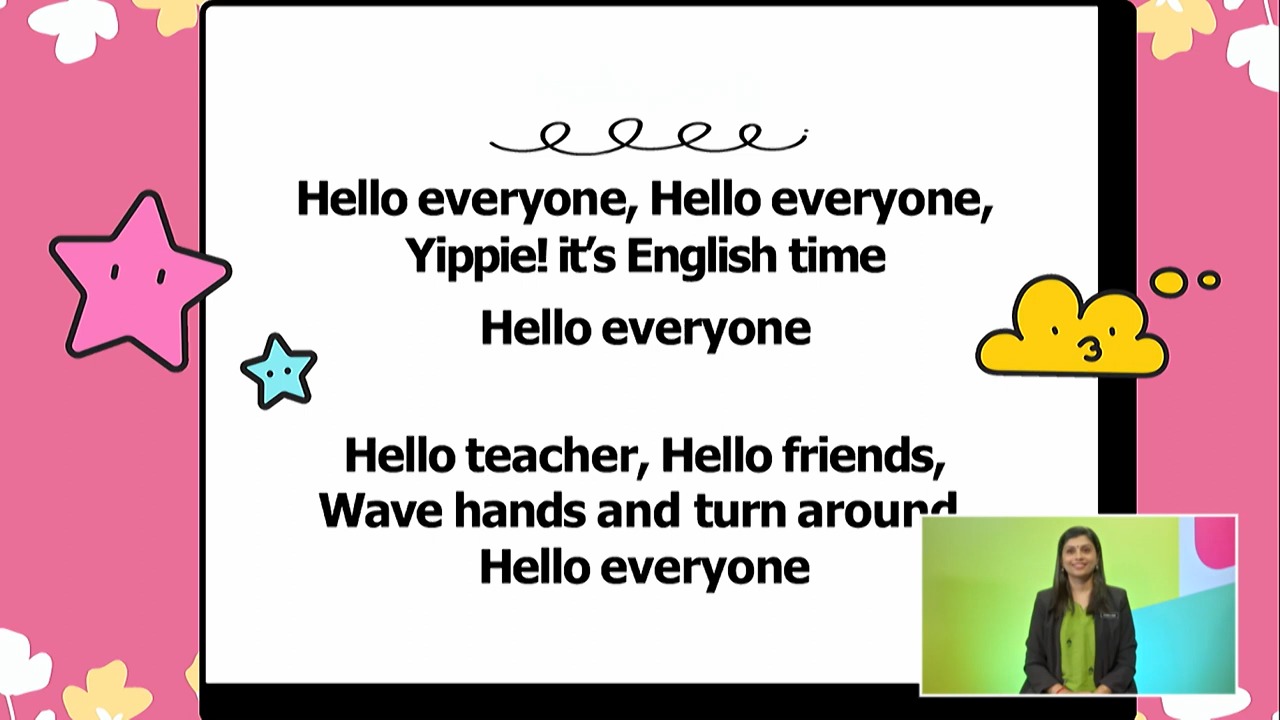 Hello everyone, Hello everyone,
Yippie! it's English time
Hello everyone
Hello teacher, Hello friends,
Wave hands and turn around
Hello everyone